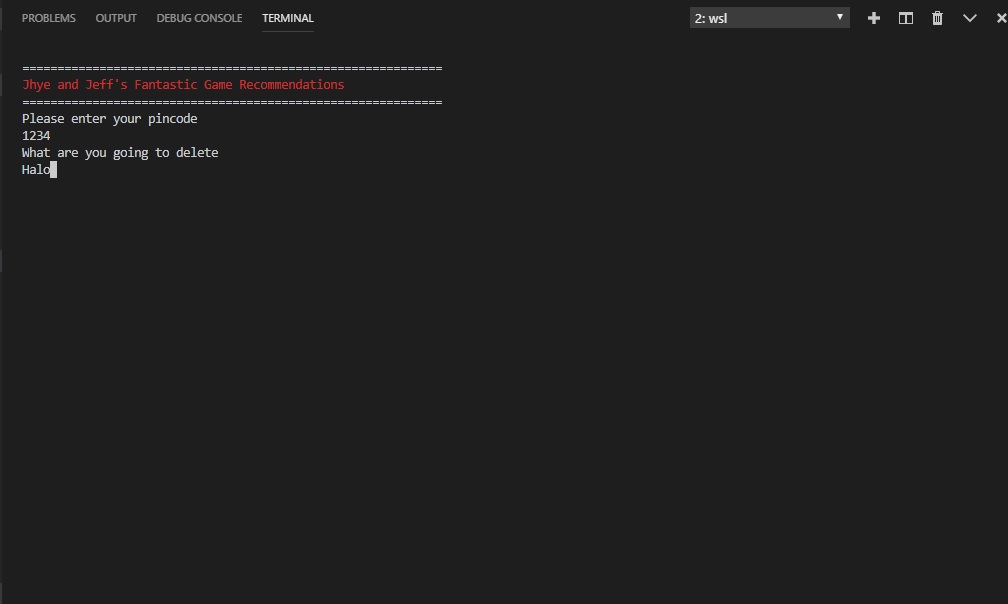 PROBLEMS OUTPUT DEBUG CONSOLE TERMINAL 2: wsl
============================================================
Jhye and Jeff's Fantastic Game Recommendations
============================================================
Please enter your pincode
1234
What are you going to delete
Halo